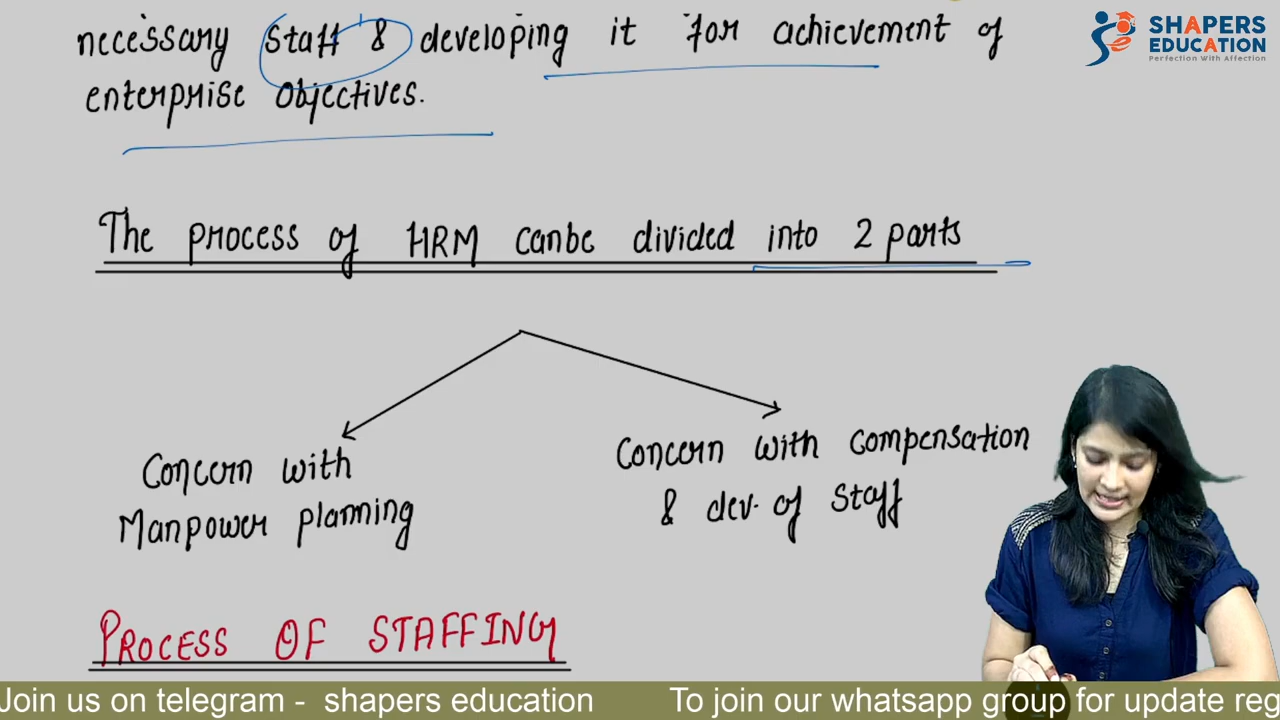 necessary staff & developing it for achievement of
enterprise objectives.
SHAPERS
EDUCATION
Perfection With Affection
The process of HRM canbe divided into 2 parts
Concern with
Manpower planning
Concern with compensation
& dev. of staff
PROCESS OF STAFFING
Join us on telegram - shapers education To join our whatsapp group for update reg